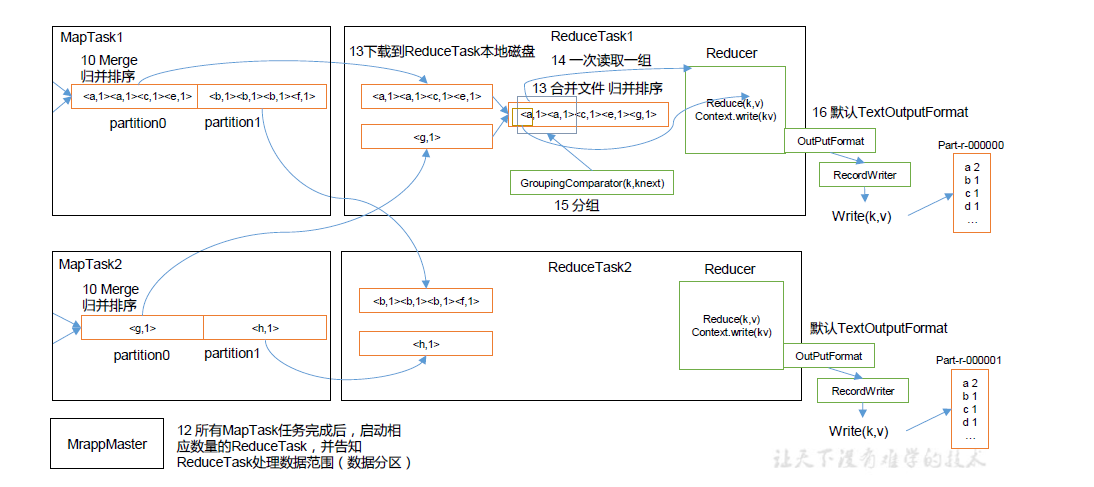 MapTask1
10 Merge
归并排序
<a,1><a,1><c,1><e,1>
<b,1><b,1><b,1><f,1>
partition0
partition1
ReduceTask1
13下载到ReduceTask本地磁盘
14 一次读取一组
Reducer
<a,1><a,1><c,1><e,1>
13 合并文件 归并排序
<a,1><a,1><c,1><e,1><g,1>
<g,1>
Reduce(k,v)
Context.write(kv)
GroupingComparator(k,knext)
15 分组
16 默认TextOutputFormat
OutPutFormat
RecordWriter
Write(k,v)
Part-r-000000
a 2
b 1
c 1
d 1
…
MapTask2
10 Merge
归并排序
<g,1>
<h,1>
partition0
partition1
ReduceTask2
Reducer
<b,1><b,1><b,1><f,1>
<h,1>
Reduce(k,v)
Context.write(kv)
默认TextOutputFormat
OutPutFormat
RecordWriter
Write(k,v)
Part-r-000001
a 2
b 1
c 1
d 1
…
MrappMaster
12 所有MapTask任务完成后，启动相
应数量的ReduceTask，并告知
ReduceTask处理数据范围（数据分区）
让天下没有难学的技术